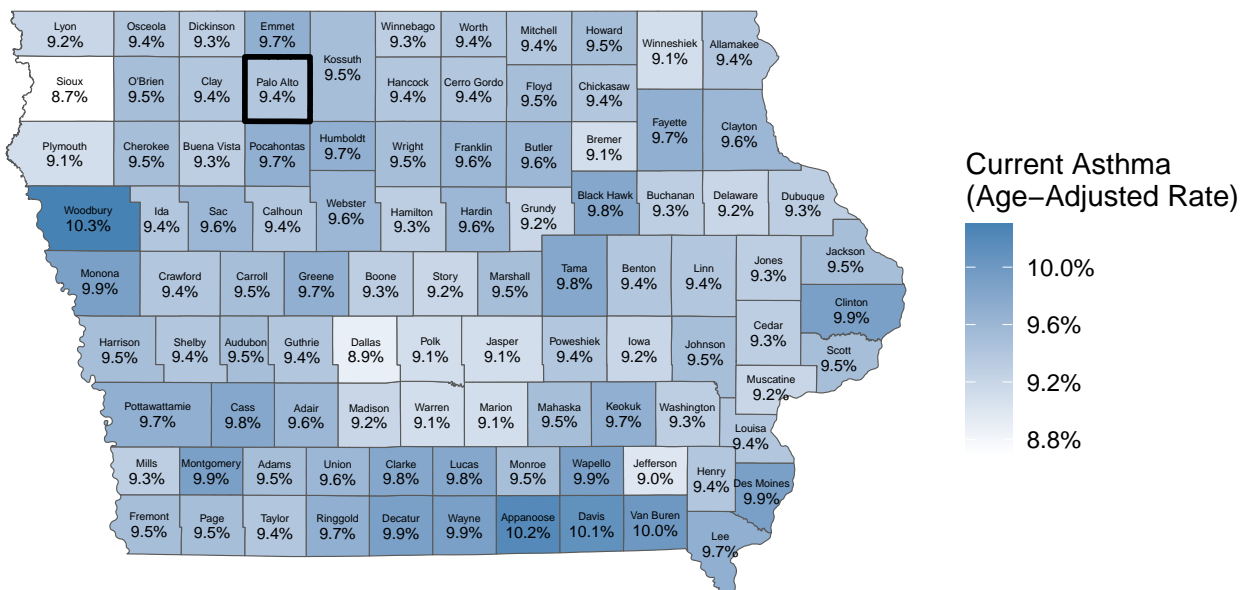 Lyon
9.2%
Osceola
9.4%
Dickinson
9.3%
Emmet
9.7%
Kossuth
9.5%
Winnebago
9.3%
Worth
9.4%
Mitchell
9.4%
Howard
9.5%
Winneshiek
9.1%
Allamakee
9.4%
Sioux
8.7%
O'Brien
9.5%
Clay
9.4%
Palo Alto
9.4%
Hancock
9.4%
Cerro Gordo
9.4%
Floyd
9.5%
Chickasaw
9.4%
Fayette
9.7%
Clayton
9.6%
Plymouth
9.1%
Cherokee
9.5%
Buena Vista
9.3%
Pocahontas
9.7%
Humboldt
9.7%
Wright
9.5%
Franklin
9.6%
Butler
9.6%
Bremer
9.1%
Woodbury
10.3%
Ida
9.4%
Sac
9.6%
Calhoun
9.4%
Webster
9.6%
Hamilton
9.3%
Hardin
9.6%
Grundy
9.2%
Black Hawk
9.8%
Buchanan
9.3%
Delaware
9.2%
Dubuque
9.3%
Monona
9.9%
Crawford
9.4%
Carroll
9.5%
Greene
9.7%
Boone
9.3%
Story
9.2%
Marshall
9.5%
Tama
9.8%
Benton
9.4%
Linn
9.4%
Jones
9.3%
Jackson
9.5%
Clinton
9.9%
Harrison
9.5%
Shelby
9.4%
Audubon
9.5%
Guthrie
9.4%
Dallas
8.9%
Polk
9.1%
Jasper
9.1%
Poweshiek
9.4%
Iowa
9.2%
Johnson
9.5%
Cedar
9.3%
Scott
9.5%
Muscatine
9.2%
Pottawattamie
9.7%
Cass
9.8%
Adair
9.6%
Madison
9.2%
Warren
9.1%
Marion
9.1%
Mahaska
9.5%
Keokuk
9.7%
Washington
9.3%
Louisa
9.4%
Mills
9.3%
Montgomery
9.9%
Adams
9.5%
Union
9.6%
Clarke
9.8%
Lucas
9.8%
Monroe
9.5%
Wapello
9.9%
Jefferson
9.0%
Henry
9.4%
Des Moines
9.9%
Fremont
9.5%
Page
9.5%
Taylor
9.4%
Ringgold
9.7%
Decatur
9.9%
Wayne
9.9%
Appanoose
10.2%
Davis
10.1%
Van Buren
10.0%
Lee
9.7%
Current Asthma
(Age−Adjusted Rate)
10.0%
9.6%
9.2%
8.8%